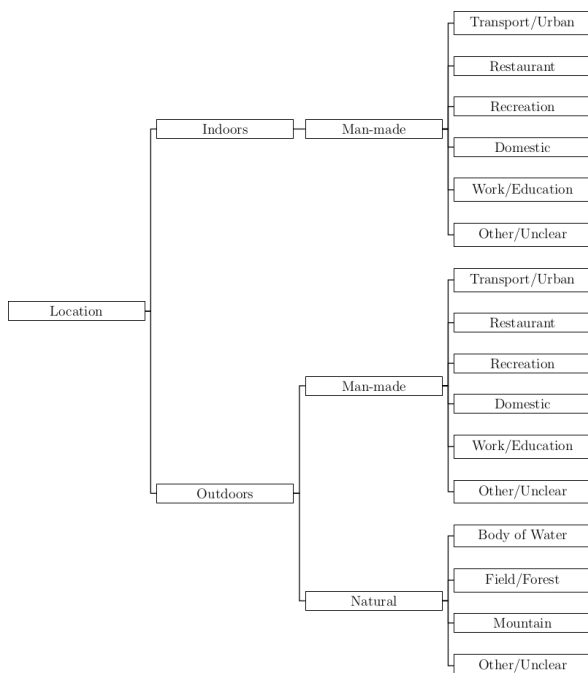 Location
Indoors
Man-made
Transport/Urban
Restaurant
Recreation
Domestic
Work/Education
Other/Unclear
Outdoors
Man-made
Transport/Urban
Restaurant
Recreation
Domestic
Work/Education
Other/Unclear
Natural
Body of Water
Field/Forest
Mountain
Other/Unclear